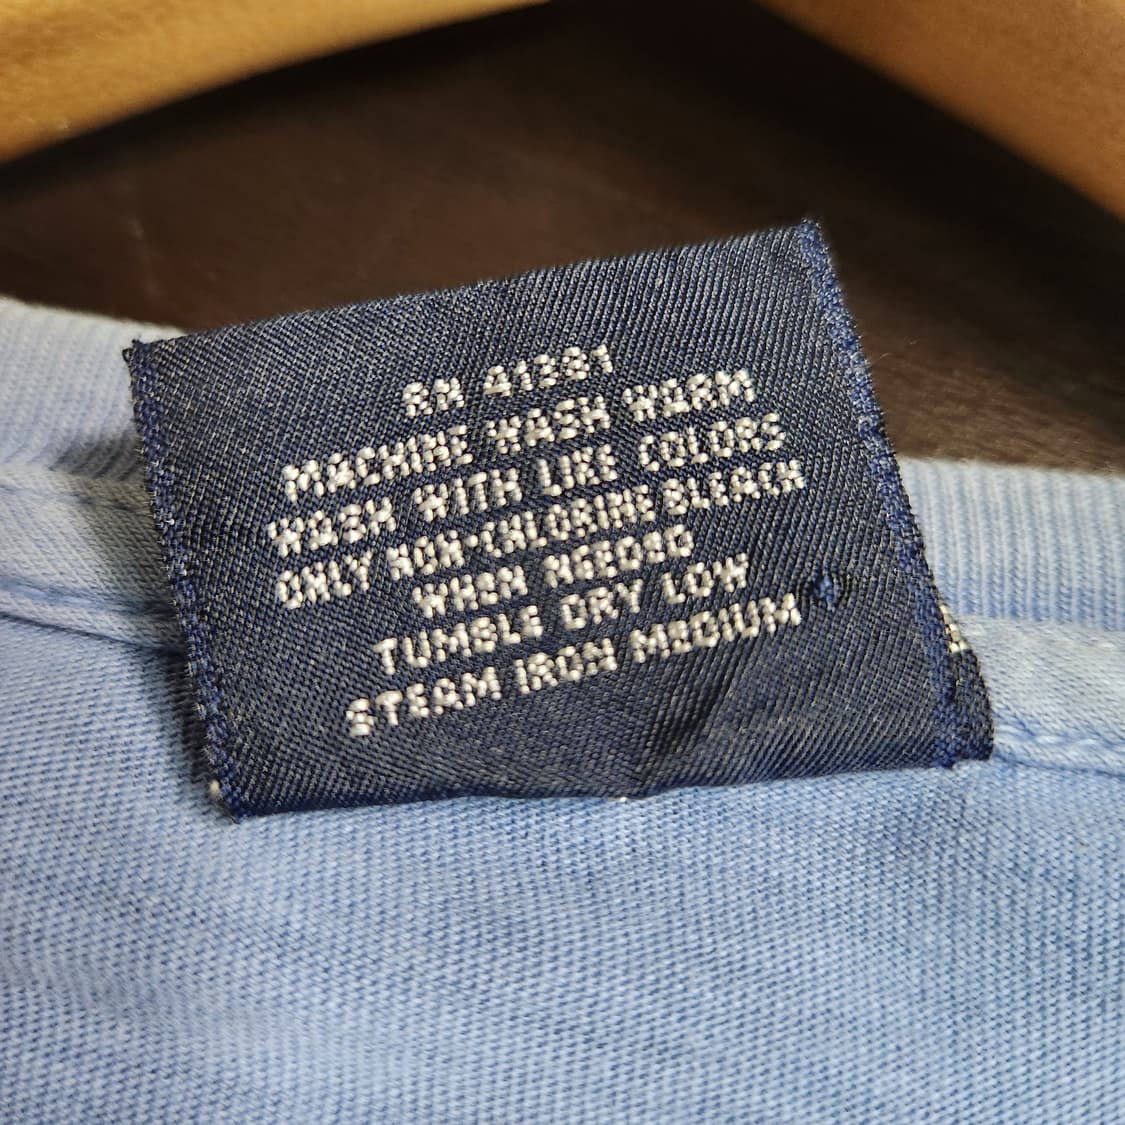 RN 41381
MACHINE WASH WARM
WASH WITH LIKE COLORS
ONLY NON-CHLORINE BLEACH
WHEN NEEDED
TUMBLE DRY LOW
STEAM IRON MEDIUM